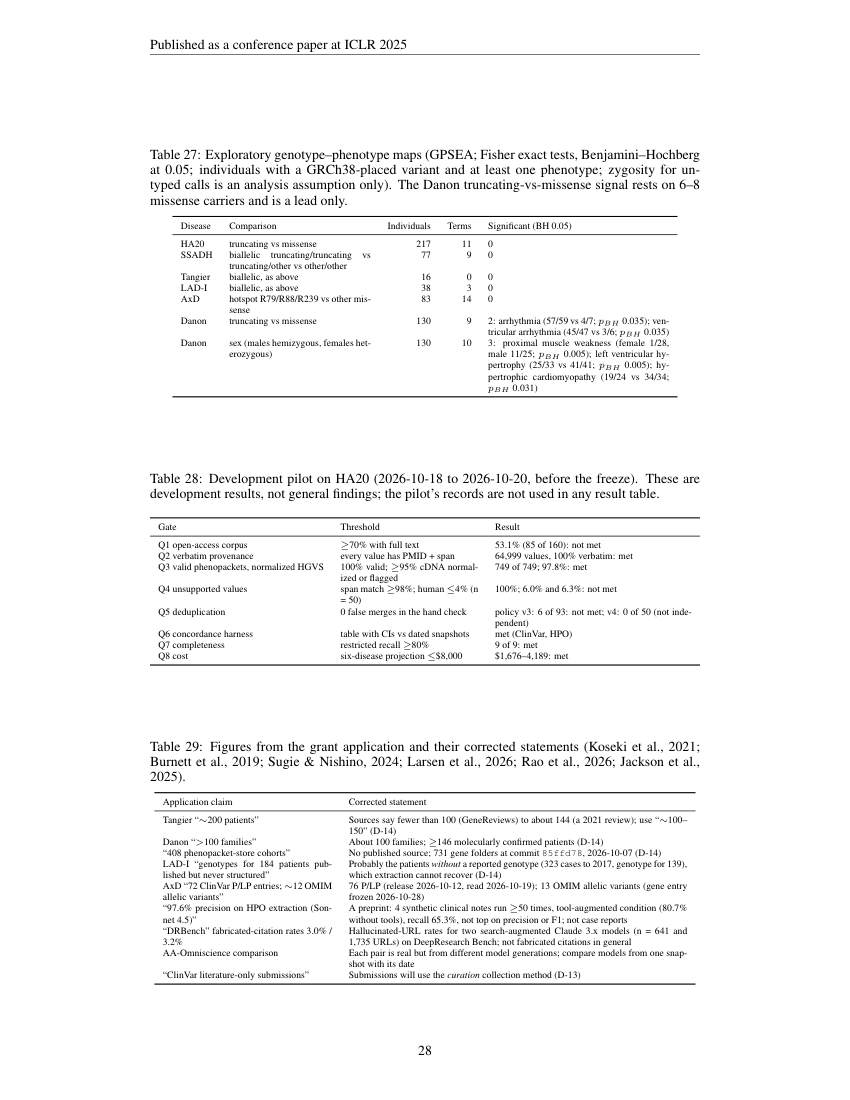 Published as a conference paper at ICLR 2025
Table 27: Exploratory genotype–phenotype maps (GPSEA; Fisher exact tests, Benjamini–Hochberg
at 0.05; individuals with a GRCh38-placed variant and at least one phenotype; zygosity for un-
typed calls is an analysis assumption only). The Danon truncating-vs-missense signal rests on 6–8
missense carriers and is a lead only.
Disease Comparison Individuals Terms Significant (BH 0.05)
HA20 truncating vs missense 217 11 0
SSADH biallelic truncating/truncating vs 77 9 0
truncating/other vs other/other
Tangier biallelic, as above 16 0 0
LAD-I biallelic, as above 38 3 0
AxD hotspot R79/R88/R239 vs other mis- 83 14 0
sense
Danon truncating vs missense 130 9 2: arrhythmia (57/59 vs 4/7; pBH 0.035); ven-
tricular arrhythmia (45/47 vs 3/6; pBH 0.035)
Danon sex (males hemizygous, females het- 130 10 3: proximal muscle weakness (female 1/28,
erozygous) male 11/25; pBH 0.005); left ventricular hy-
pertrophy (25/33 vs 41/41; pBH 0.005); hy-
pertrophic cardiomyopathy (19/24 vs 34/34;
pBH 0.031)
Table 28: Development pilot on HA20 (2026-10-18 to 2026-10-20, before the freeze). These are
development results, not general findings; the pilot's records are not used in any result table.
Gate Threshold Result
Q1 open-access corpus ≥70% with full text 53.1% (85 of 160): not met
Q2 verbatim provenance every value has PMID + span 64,999 values, 100% verbatim: met
Q3 valid phenopackets, normalized HGVS 100% valid; ≥95% cDNA normal- 749 of 749; 97.8%: met
ized or flagged
Q4 unsupported values span match ≥98%; human ≤4% (n 100%; 6.0% and 6.3%: not met
= 50)
Q5 deduplication 0 false merges in the hand check policy v3: 6 of 93: not met; v4: 0 of 50 (not inde-
pendent)
Q6 concordance harness table with CIs vs dated snapshots met (ClinVar, HPO)
Q7 completeness restricted recall ≥80% 9 of 9: met
Q8 cost six-disease projection ≤$8,000 $1,676–4,189: met
Table 29: Figures from the grant application and their corrected statements (Koseki et al., 2021;
Burnett et al., 2019; Sugie & Nishino, 2024; Larsen et al., 2026; Rao et al., 2026; Jackson et al.,
2025).
Application claim Corrected statement
Tangier “∼200 patients” Sources say fewer than 100 (GeneReviews) to about 144 (a 2021 review); use “∼100–
150” (D-14)
Danon “>100 families” About 100 families; ≥146 molecularly confirmed patients (D-14)
“408 phenopacket-store cohorts” No published source; 731 gene folders at commit 85ffd78, 2026-10-07 (D-14)
LAD-I “genotypes for 184 patients pub- Probably the patients without a reported genotype (323 cases to 2017, genotype for 139),
lished but never structured” which extraction cannot recover (D-14)
AxD “72 ClinVar P/LP entries; ∼12 OMIM 76 P/LP (release 2026-10-12, read 2026-10-19); 13 OMIM allelic variants (gene entry
allelic variants” frozen 2026-10-28)
“97.6% precision on HPO extraction (Son- A preprint: 4 synthetic clinical notes run ≥50 times, tool-augmented condition (80.7%
net 4.5)” without tools), recall 65.3%, not top on precision or F1; not case reports
“DRBench” fabricated-citation rates 3.0% / Hallucinated-URL rates for two search-augmented Claude 3.x models (n = 641 and
3.2% 1,735 URLs) on DeepResearch Bench; not fabricated citations in general
AA-Omniscience comparison Each pair is real but from different model generations; compare models from one snap-
shot with its date
“ClinVar literature-only submissions” Submissions will use the curation collection method (D-13)
28